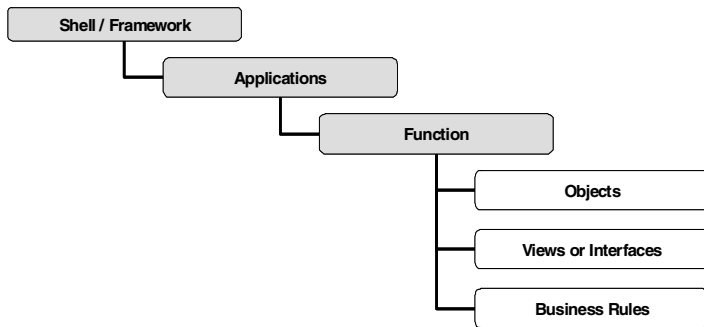 Shell / Framework
Applications
Function
Objects
Views or Interfaces
Business Rules